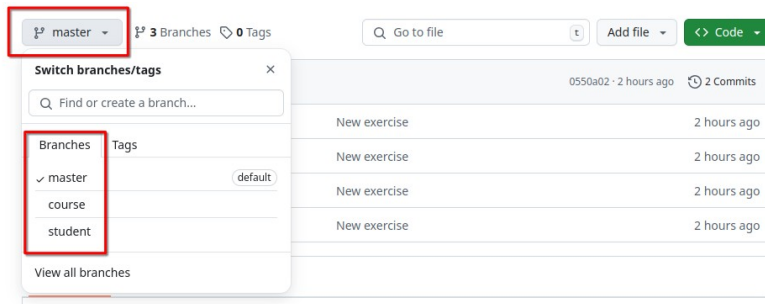 master 3 Branches 0 Tags Go to file t Add file <> Code
Switch branches/tags
0550a02 · 2 hours ago 2 Commits
Find or create a branch...
New exercise 2 hours ago
Branches Tags
New exercise 2 hours ago
master default
New exercise 2 hours ago
course
New exercise 2 hours ago
student
View all branches